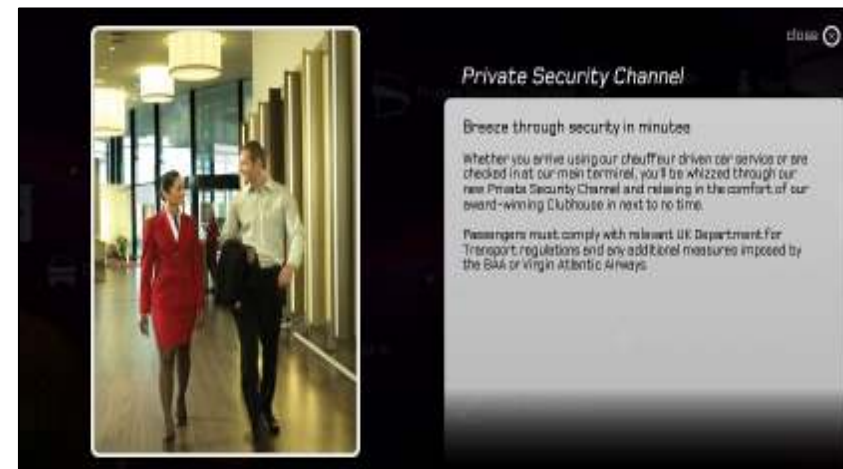 close
Private Security Channel
Breeze through security in minutes
Whether you arrive using our chauffeur driven car service or are
checked in at our main terminal, you'll be whizzed through our
new Private Security Channel and relaxing in the comfort of our
award-winning Clubhouse in next to no time.
Passengers must comply with relevant UK Department for
Transport regulations and any additional measures imposed by
the BAA or Virgin Atlantic Airways.